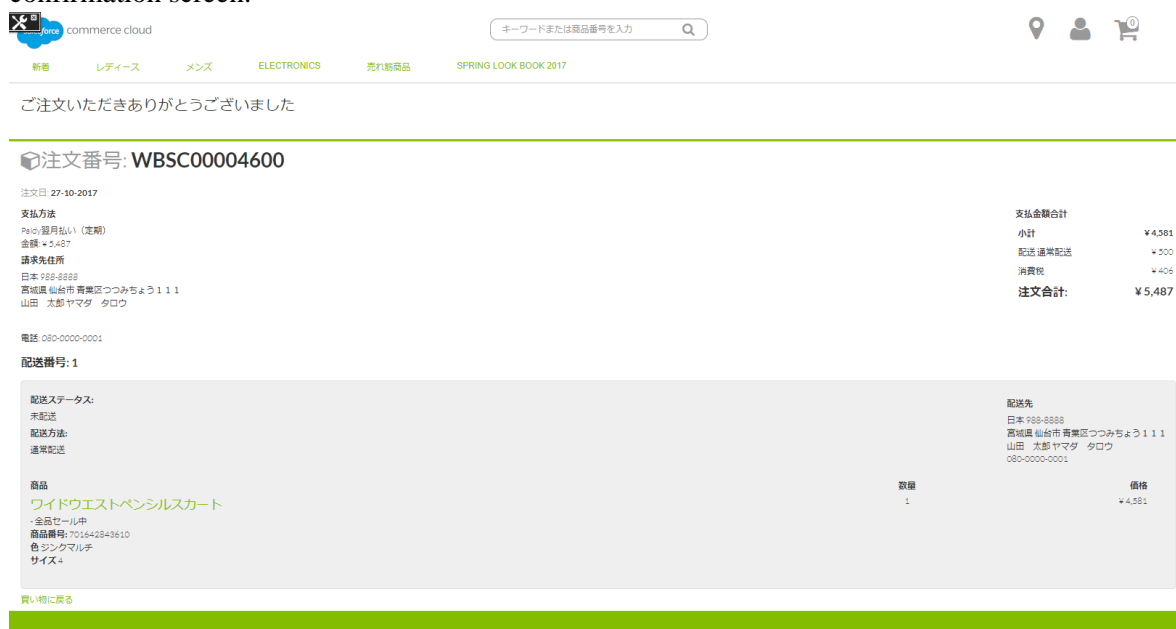 confirmation screen.
salesforce commerce cloud
キーワードまたは商品番号を入力
0
新着 レディース メンズ ELECTRONICS 売れ筋商品 SPRING LOOK BOOK 2017
ご注文いただきありがとうございました
注文番号: WBSC00004600
注文日: 27-10-2017
支払方法
Paidy翌月払い（定期）
金額: ¥ 5,487
請求先住所
日本 988-8888
宮城県 仙台市 青葉区つつみちょう１１１
山田 太郎 ヤマダ タロウ
電話: 080-0000-0001
支払金額合計
小計 ¥ 4,581
配送 通常配送 ¥ 500
消費税 ¥ 406
注文合計: ¥ 5,487
配送番号: 1
配送ステータス:
未配送
配送方法:
通常配送
配送先
日本 988-8888
宮城県 仙台市 青葉区つつみちょう１１１
山田 太郎 ヤマダ タロウ
080-0000-0001
商品 数量 価格
ワイドウエストペンシルスカート 1 ¥ 4,581
- 全品セール中
商品番号: 701642843610
色 ジンクマルチ
サイズ 4
買い物に戻る